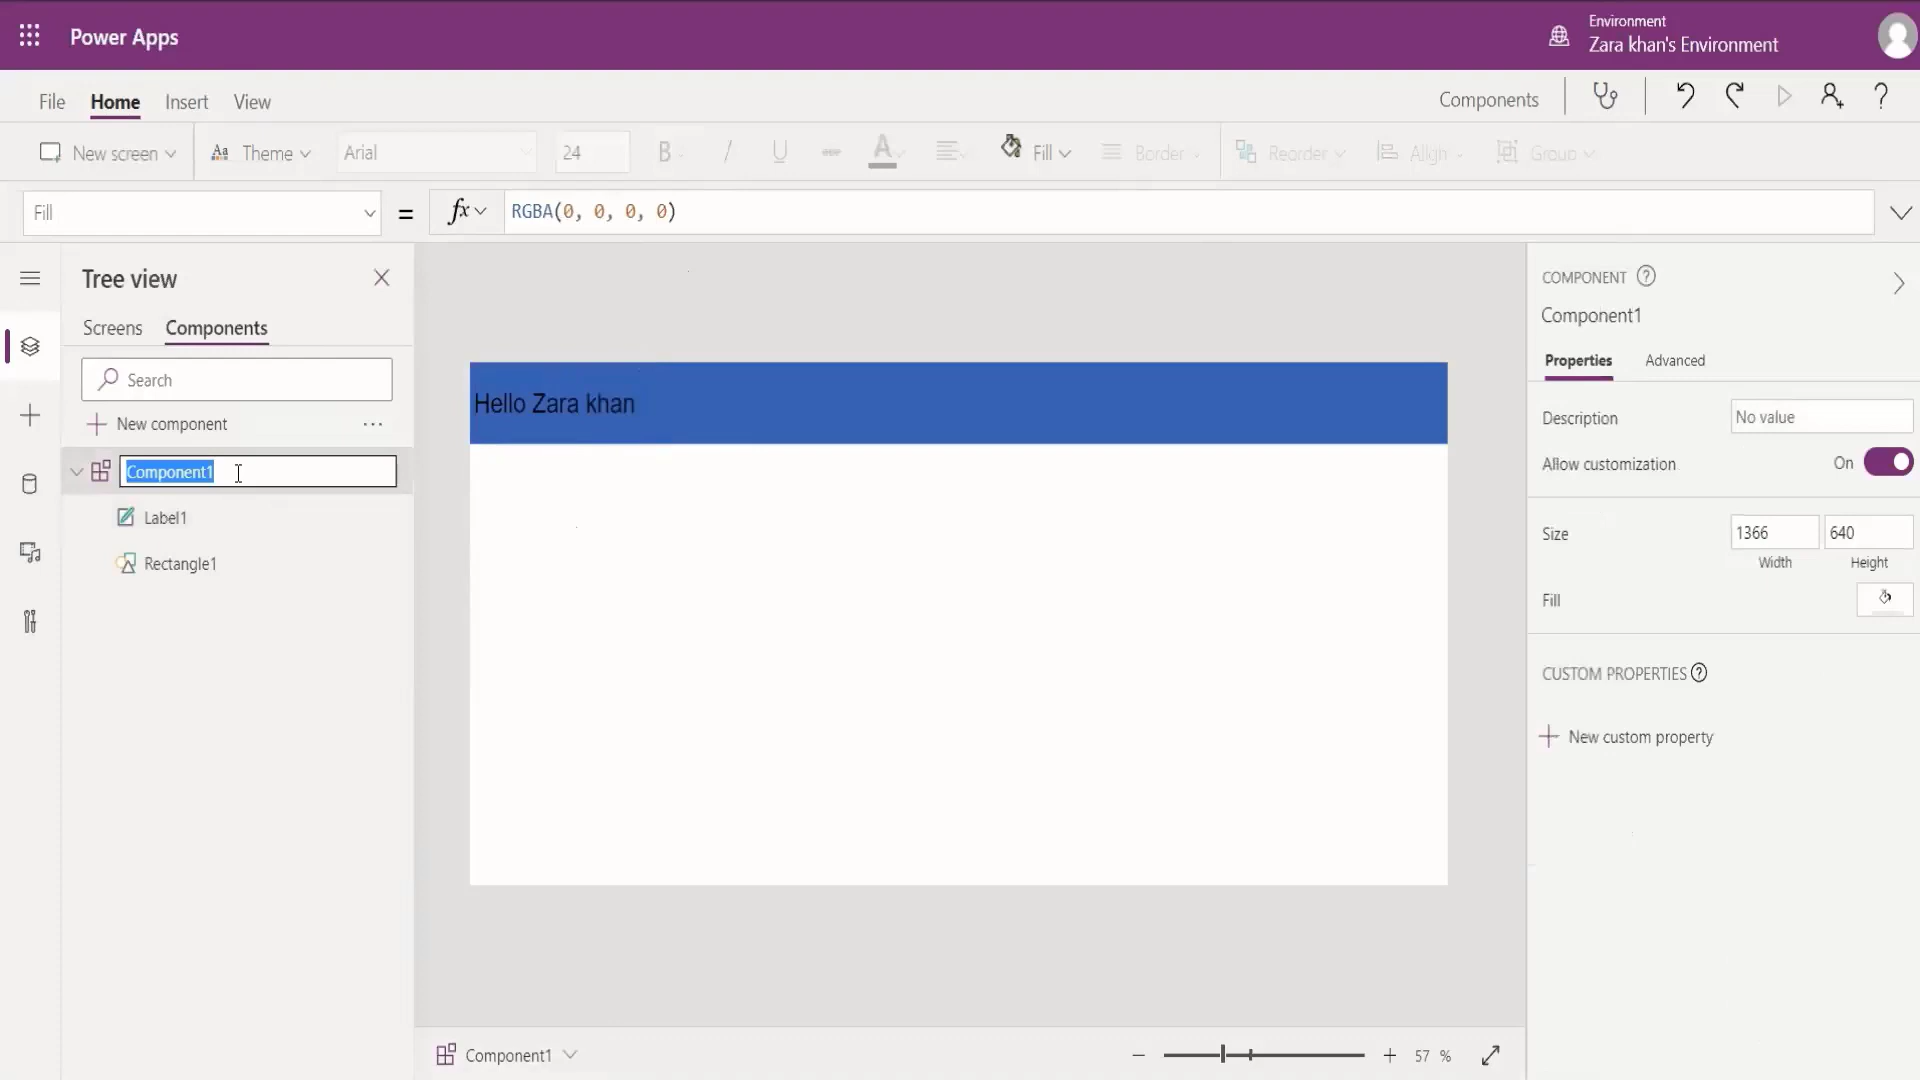 Power Apps
Environment
Zara khan's Environment
File Home Insert View
Components
?
New screen
Aa Theme
Arial
24
B / U abc A
Fill
Border
Reorder
Align
Group
Fill
= fx
RGBA(0, 0, 0, 0)
Tree view
Screens Components
Search
New component ...
Component1
Label1
Rectangle1
Hello Zara khan
COMPONENT ?
Component1
Properties Advanced
Description No value
Allow customization On
Size 1366 640
Width Height
Fill
CUSTOM PROPERTIES ?
New custom property
Component1
57 %